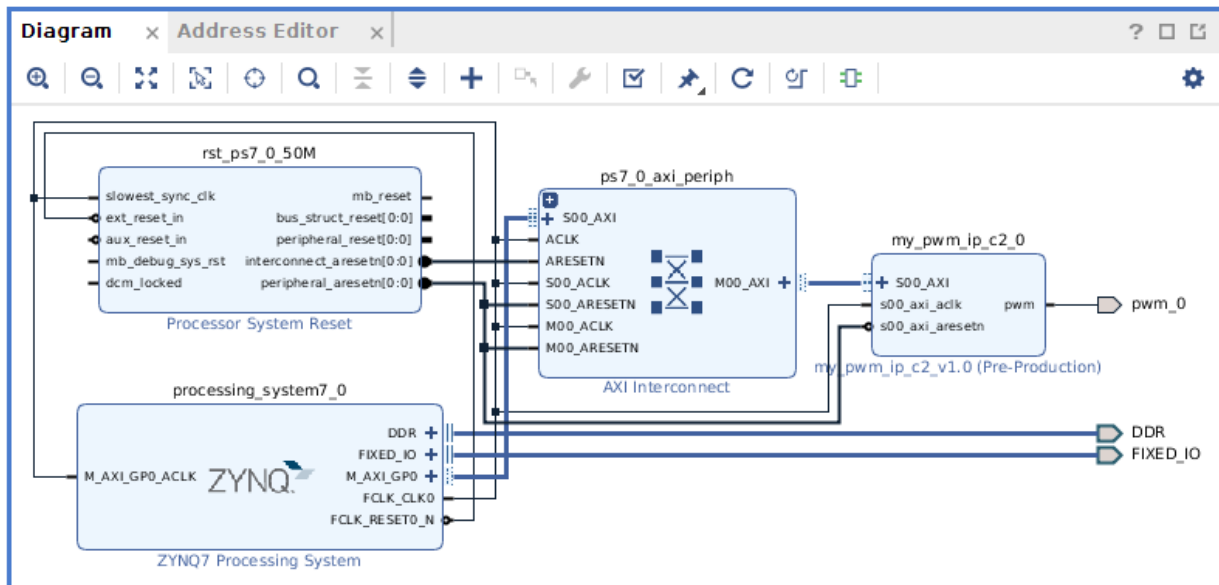 Diagram × Address Editor ×
?
rst_ps7_0_50M
slowest_sync_clk
ext_reset_in
aux_reset_in
mb_debug_sys_rst
dcm_locked
mb_reset
bus_struct_reset[0:0]
peripheral_reset[0:0]
interconnect_aresetn[0:0]
peripheral_aresetn[0:0]
Processor System Reset
ps7_0_axi_periph
S00_AXI
ACLK
ARESETN
S00_ACLK
S00_ARESETN
M00_ACLK
M00_ARESETN
M00_AXI
AXI Interconnect
my_pwm_ip_c2_0
S00_AXI
s00_axi_aclk
s00_axi_aresetn
pwm
my_pwm_ip_c2_v1.0 (Pre-Production)
pwm_0
processing_system7_0
M_AXI_GP0_ACLK
ZYNQ.
DDR
FIXED_IO
M_AXI_GP0
FCLK_CLK0
FCLK_RESET0_N
ZYNQ7 Processing System
DDR
FIXED_IO